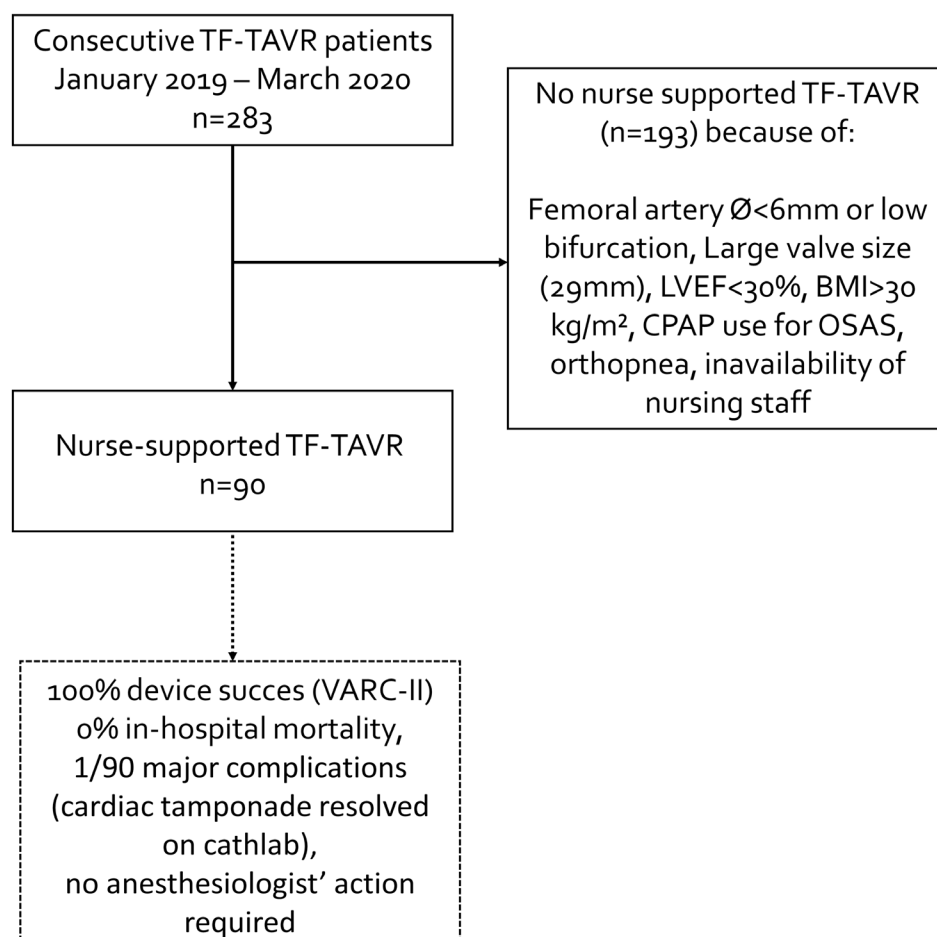 Consecutive TF-TAVR patients
January 2019 – March 2020
n=283
No nurse supported TF-TAVR
(n=193) because of:
Femoral artery Ø<6mm or low
bifurcation, Large valve size
(29mm), LVEF<30%, BMI>30
kg/m², CPAP use for OSAS,
orthopnea, inavailability of
nursing staff
Nurse-supported TF-TAVR
n=90
100% device succes (VARC-II)
0% in-hospital mortality,
1/90 major complications
(cardiac tamponade resolved
on cathlab),
no anesthesiologist’ action
required